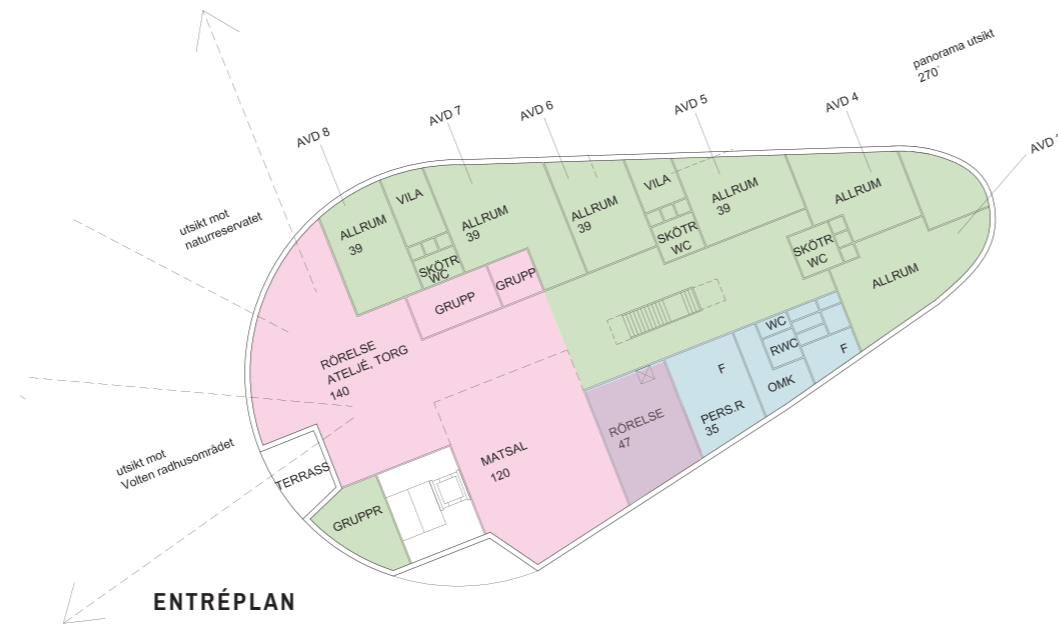 panorama utsikt
270°
AVD 8
AVD 7
AVD 6
AVD 5
AVD 4
AVD
utsikt mot
naturreservatet
ALLRUM
39
VILA
SKÖTR
WC
ALLRUM
39
ALLRUM
39
VILA
SKÖTR
WC
ALLRUM
39
ALLRUM
SKÖTR
WC
ALLRUM
GRUPP
GRUPP
RÖRELSE
ATELJÉ, TORG
140
utsikt mot
Volten radhusområdet
TERRASS
GRUPPR
MATSAL
120
RÖRELSE
47
F
PERS.R
35
WC
RWC
OMK
F
ENTRÉPLAN